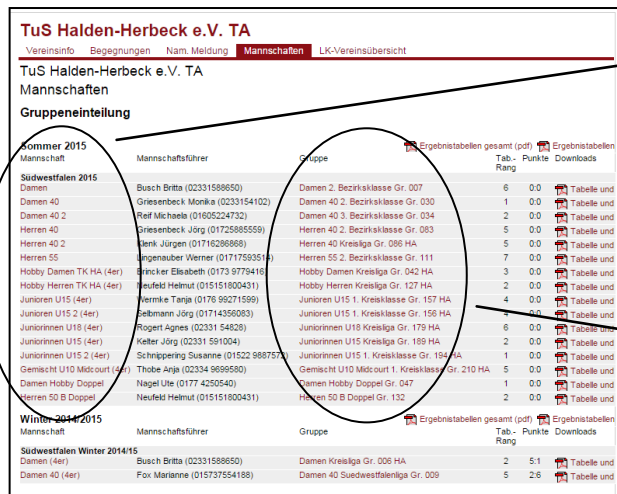 TuS Halden-Herbeck e.V. TA
Vereinsinfo Begegnungen Nam. Meldung Mannschaften LK-Vereinsübersicht
TuS Halden-Herbeck e.V. TA
Mannschaften
Gruppeneinteilung
Sommer 2015 Ergebnistabellen gesamt (pdf) Ergebnistabellen
Mannschaft Mannschaftsführer Gruppe Tab.-Rang Punkte Downloads
Südwestfalen 2015
Damen Busch Britta (02331588650) Damen 2. Bezirksklasse Gr. 007 6 0:0 Tabelle und
Damen 40 Griesenbeck Monika (0233154102) Damen 40 2. Bezirksklasse Gr. 030 1 0:0 Tabelle und
Damen 40 2 Reif Michaela (01605224732) Damen 40 3. Bezirksklasse Gr. 034 2 0:0 Tabelle und
Herren 40 Griesenbeck Jörg (01725885559) Herren 40 2. Bezirksklasse Gr. 083 5 0:0 Tabelle und
Herren 40 2 Klenk Jürgen (01716286868) Herren 40 Kreisliga Gr. 086 HA 5 0:0 Tabelle und
Herren 55 Lingenauber Werner (01717593514) Herren 55 2. Bezirksklasse Gr. 111 7 0:0 Tabelle und
Hobby Damen TK HA (4er) Brincker Elisabeth (0173 9779416) Hobby Damen Kreisliga Gr. 042 HA 3 0:0 Tabelle und
Hobby Herren TK HA (4er) Neufeld Helmut (015151800431) Hobby Herren Kreisliga Gr. 127 HA 2 0:0 Tabelle und
Junioren U15 (4er) Wermke Tanja (0176 99271599) Junioren U15 1. Kreisklasse Gr. 157 HA 4 0:0 Tabelle und
Junioren U15 2 (4er) Selbmann Jörg (01714356083) Junioren U15 1. Kreisklasse Gr. 156 HA 4 0:0 Tabelle und
Juniorinnen U18 (4er) Rogert Agnes (02331 54828) Juniorinnen U18 Kreisliga Gr. 179 HA 6 0:0 Tabelle und
Juniorinnen U15 (4er) Kelter Jörg (02331 591004) Juniorinnen U15 Kreisliga Gr. 189 HA 2 0:0 Tabelle und
Juniorinnen U15 2 (4er) Schnippering Susanne (01522 9887572) Juniorinnen U15 1. Kreisklasse Gr. 194 HA 1 0:0 Tabelle und
Gemischt U10 Midcourt (4er) Thobe Anja (02334 9699580) Gemischt U10 Midcourt 1. Kreisklasse Gr. 210 HA 5 0:0 Tabelle und
Damen Hobby Doppel Nagel Ute (0177 4250540) Damen Hobby Doppel Gr. 047 1 0:0 Tabelle und
Herren 50 B Doppel Neufeld Helmut (015151800431) Herren 50 B Doppel Gr. 132 2 0:0 Tabelle und
Winter 2014/2015 Ergebnistabellen gesamt (pdf) Ergebnistabellen
Mannschaft Mannschaftsführer Gruppe Tab.-Rang Punkte Downloads
Südwestfalen Winter 2014/15
Damen (4er) Busch Britta (02331588650) Damen Kreisliga Gr. 006 HA 2 5:1 Tabelle und
Damen 40 (4er) Fox Marianne (015737554188) Damen 40 Suedwestfalenliga Gr. 009 5 2:6 Tabelle und